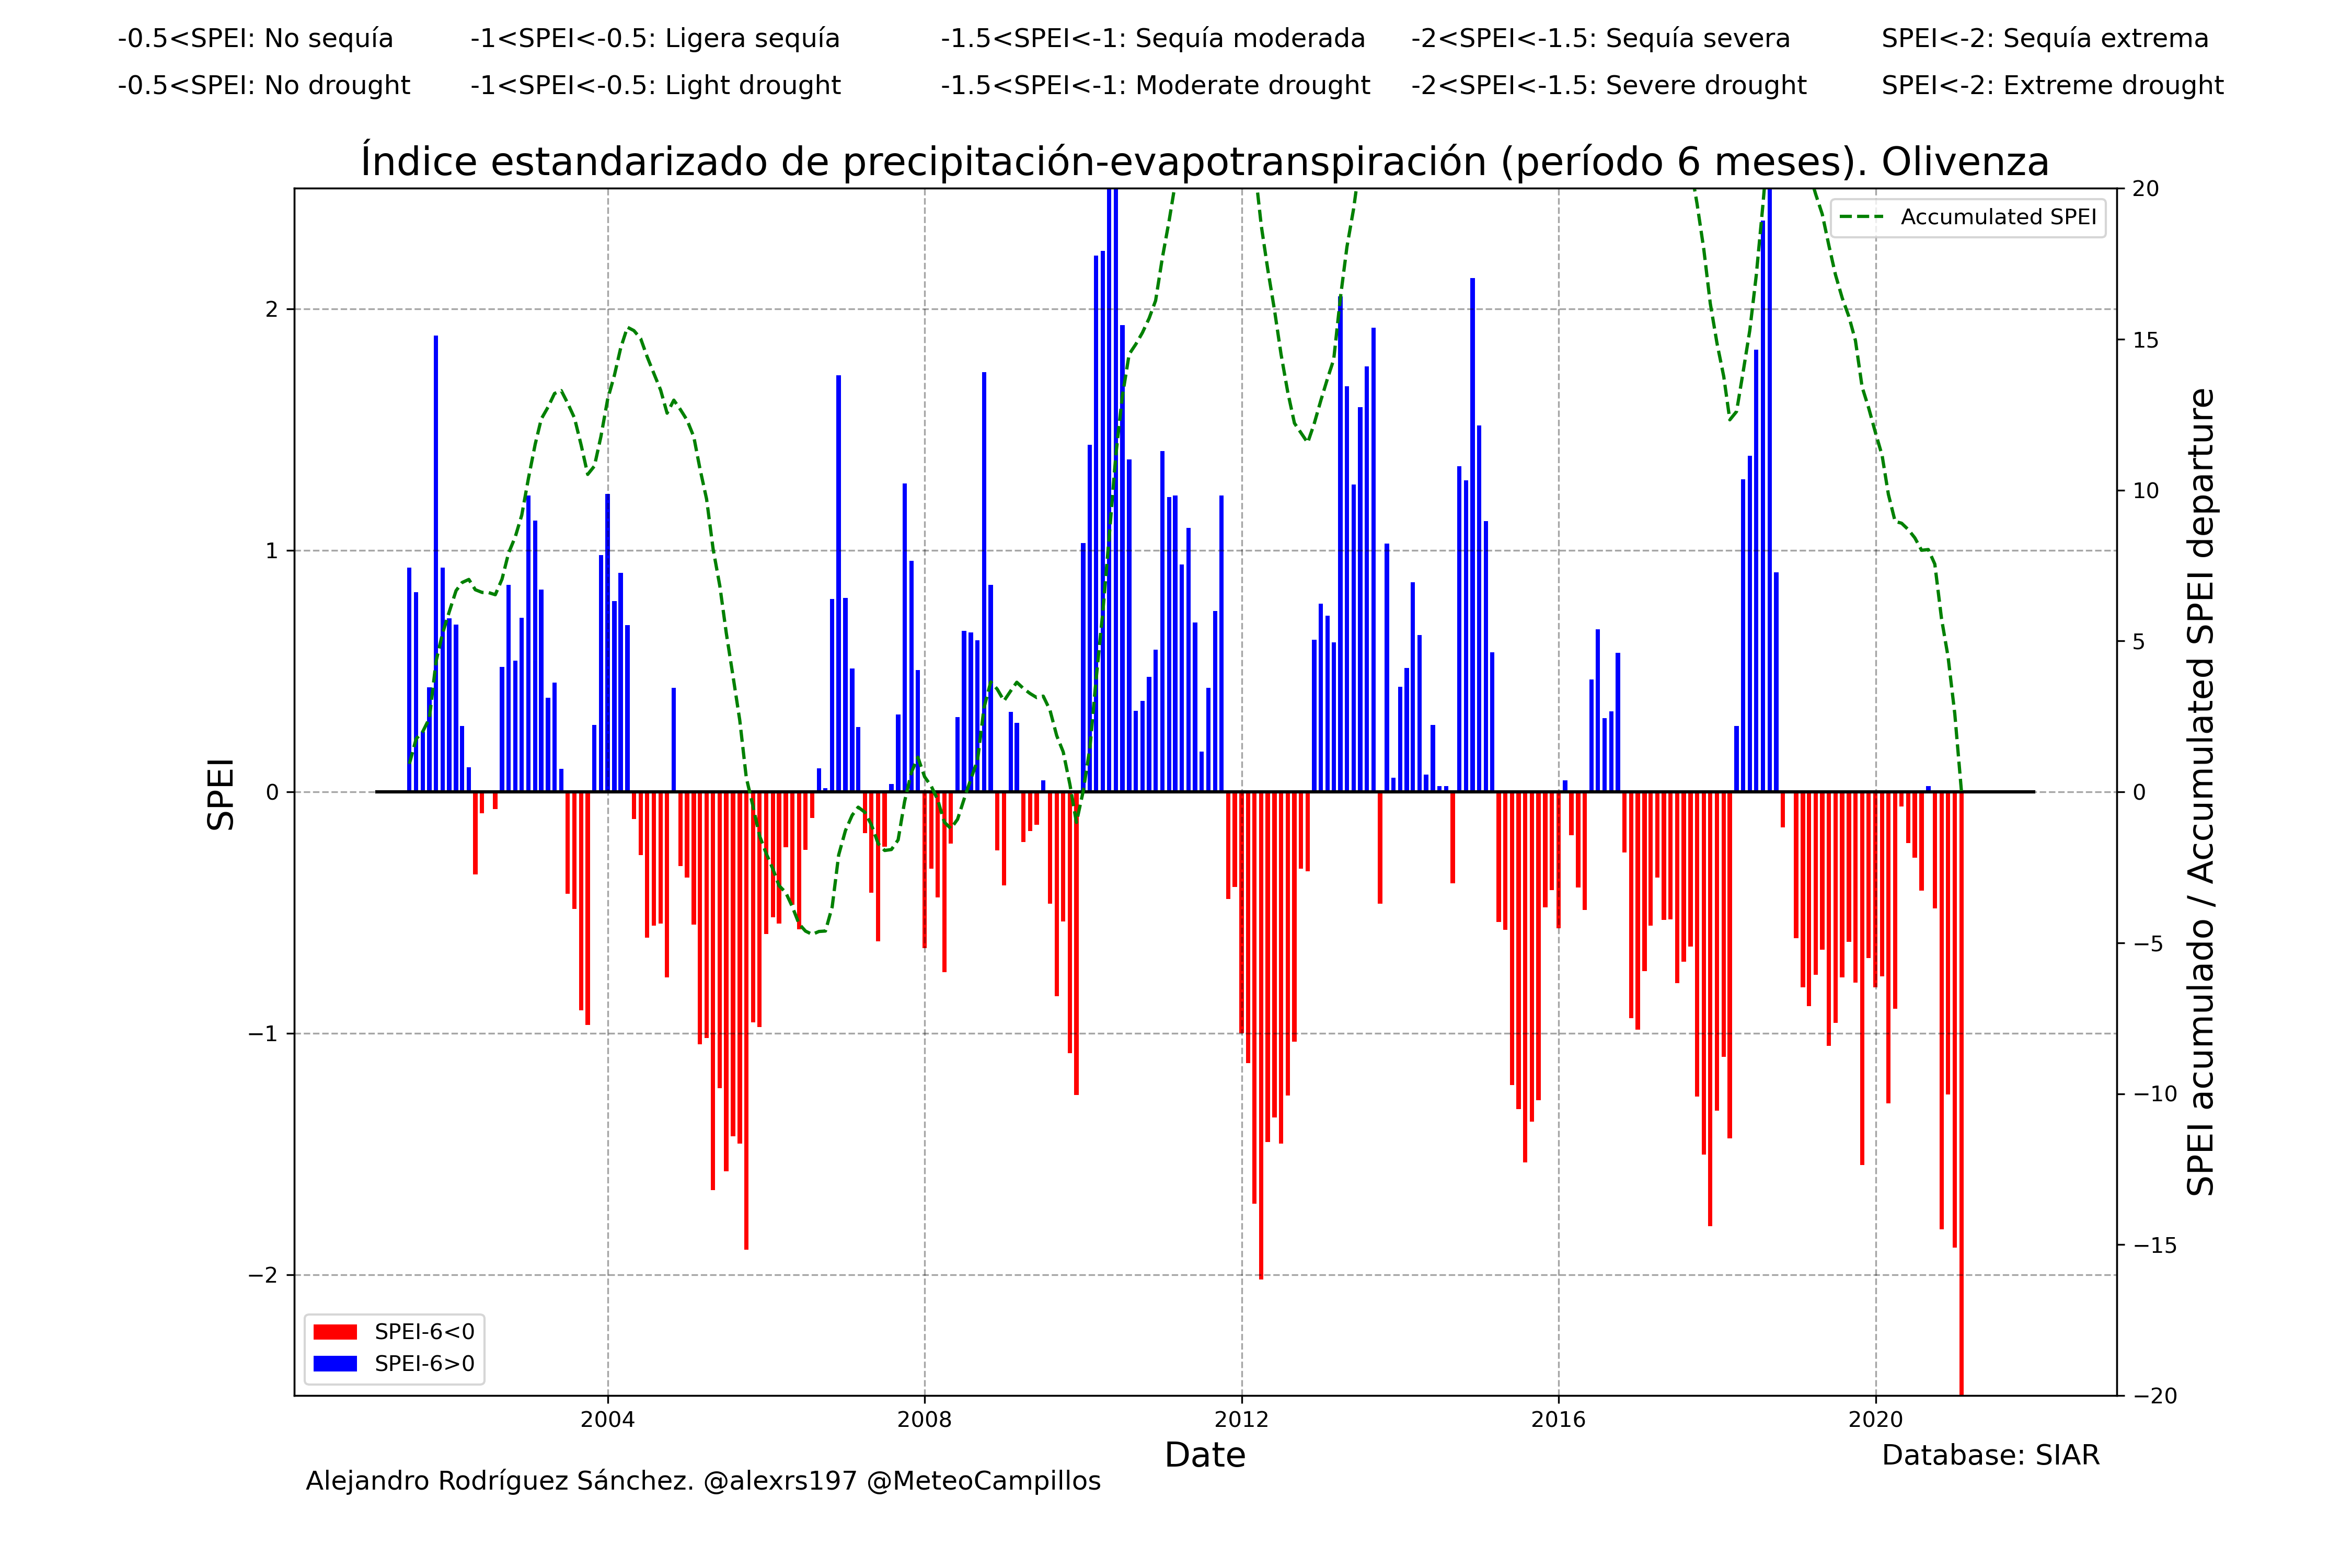 -0.5<SPEI: No sequía -1<SPEI<-0.5: Ligera sequía -1.5<SPEI<-1: Sequía moderada -2<SPEI<-1.5: Sequía severa SPEI<-2: Sequía extrema
-0.5<SPEI: No drought -1<SPEI<-0.5: Light drought -1.5<SPEI<-1: Moderate drought -2<SPEI<-1.5: Severe drought SPEI<-2: Extreme drought
Índice estandarizado de precipitación-evapotranspiración (período 6 meses). Olivenza
Accumulated SPEI
SPEI
2
1
0
−1
−2
20
15
10
5
0
−5
−10
−15
−20
SPEI acumulado / Accumulated SPEI departure
SPEI-6<0
SPEI-6>0
2004 2008 2012 2016 2020
Date
Database: SIAR
Alejandro Rodríguez Sánchez. @alexrs197 @MeteoCampillos